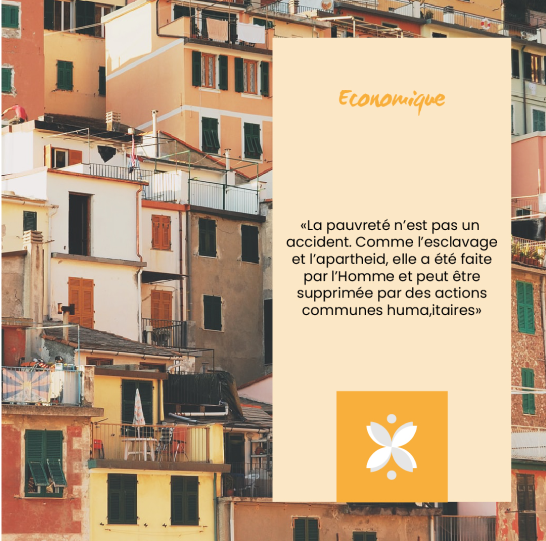 Economique
«La pauvreté n’est pas un
accident. Comme l’esclavage
et l’apartheid, elle a été faite
par l’Homme et peut être
supprimée par des actions
communes huma,itaires»